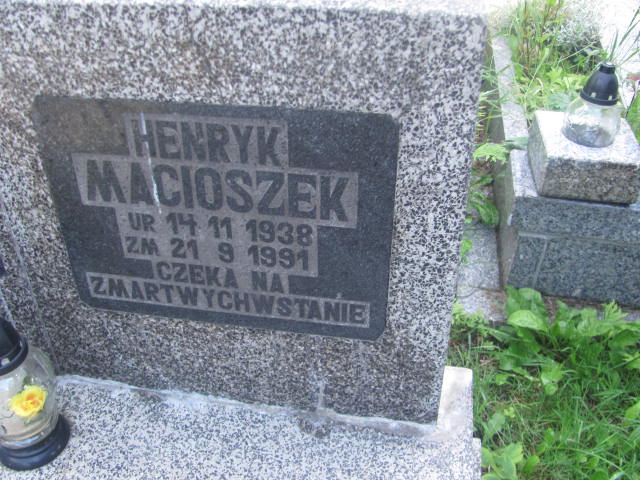 HENRYK
MACIOSZEK
UR 14 11 1938
ZM 21 9 1991
CZEKA NA
ZMARTWYCHWSTANIE